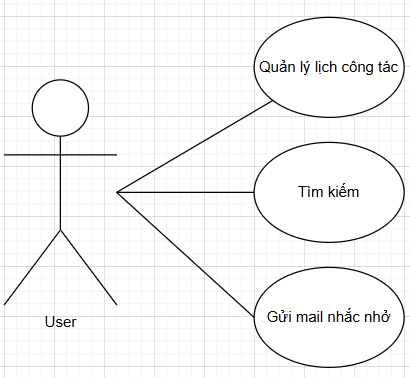 Quản lý lịch công tác
Tìm kiếm
Gửi mail nhắc nhở
User